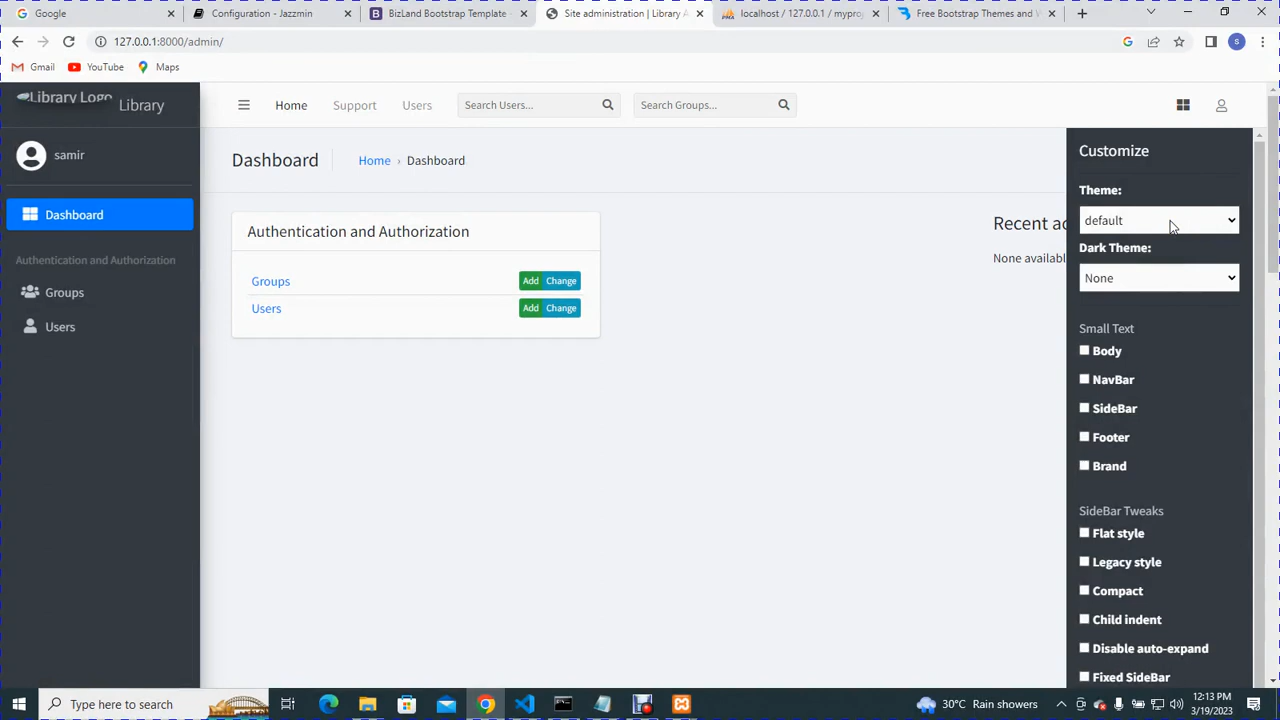 Google
Configuration - Jazzmin
BizLand Bootstrap Template -
Site administration | Library A
localhost / 127.0.0.1 / myprog
Free Bootstrap Themes and W
127.0.0.1:8000/admin/
S
Gmail
YouTube
Maps
Library Logo
Library
Home
Support
Users
Search Users...
Search Groups...
samir
Dashboard
Home › Dashboard
Customize
Theme:
default
Dark Theme:
None
Dashboard
Authentication and Authorization
Groups
Users
Authentication and Authorization
Groups Add Change
Users Add Change
Recent ac
None availabl
Small Text
Body
NavBar
SideBar
Footer
Brand
SideBar Tweaks
Flat style
Legacy style
Compact
Child indent
Disable auto-expand
Fixed SideBar
Type here to search
Rain showers
12:13 PM
3/19/2023